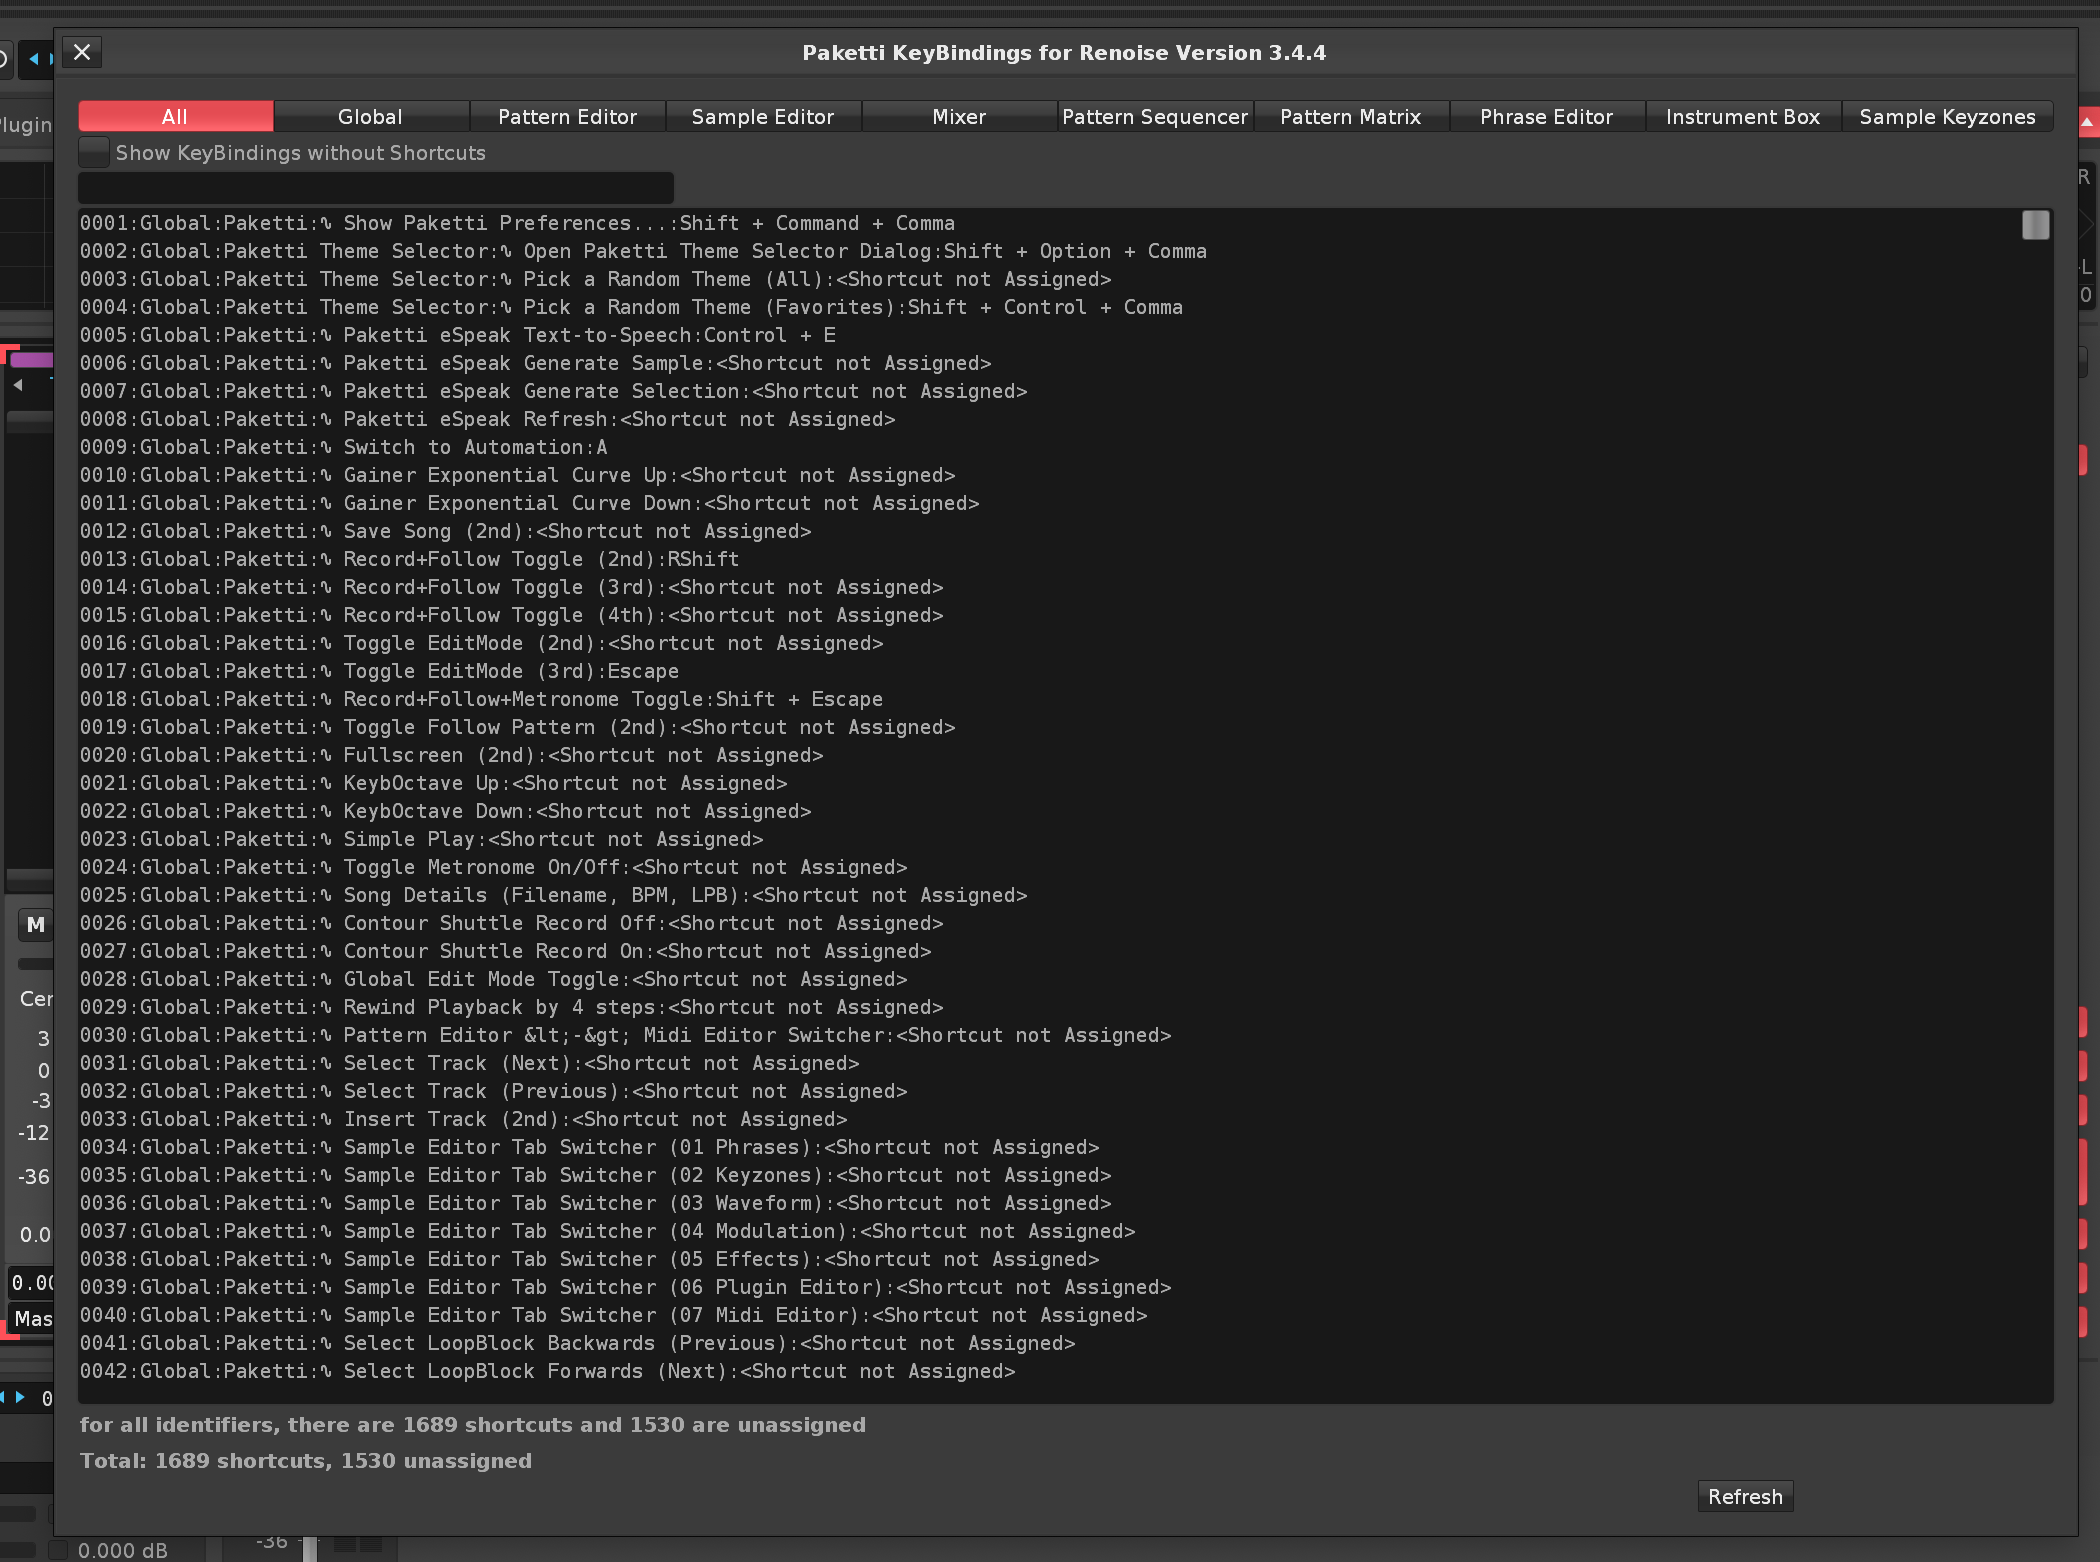 Paketti KeyBindings for Renoise Version 3.4.4
All Global Pattern Editor Sample Editor Mixer Pattern Sequencer Pattern Matrix Phrase Editor Instrument Box Sample Keyzones
Show KeyBindings without Shortcuts
0001:Global:Paketti:∿ Show Paketti Preferences...:Shift + Command + Comma
0002:Global:Paketti Theme Selector:∿ Open Paketti Theme Selector Dialog:Shift + Option + Comma
0003:Global:Paketti Theme Selector:∿ Pick a Random Theme (All):<Shortcut not Assigned>
0004:Global:Paketti Theme Selector:∿ Pick a Random Theme (Favorites):Shift + Control + Comma
0005:Global:Paketti:∿ Paketti eSpeak Text-to-Speech:Control + E
0006:Global:Paketti:∿ Paketti eSpeak Generate Sample:<Shortcut not Assigned>
0007:Global:Paketti:∿ Paketti eSpeak Generate Selection:<Shortcut not Assigned>
0008:Global:Paketti:∿ Paketti eSpeak Refresh:<Shortcut not Assigned>
0009:Global:Paketti:∿ Switch to Automation:A
0010:Global:Paketti:∿ Gainer Exponential Curve Up:<Shortcut not Assigned>
0011:Global:Paketti:∿ Gainer Exponential Curve Down:<Shortcut not Assigned>
0012:Global:Paketti:∿ Save Song (2nd):<Shortcut not Assigned>
0013:Global:Paketti:∿ Record+Follow Toggle (2nd):RShift
0014:Global:Paketti:∿ Record+Follow Toggle (3rd):<Shortcut not Assigned>
0015:Global:Paketti:∿ Record+Follow Toggle (4th):<Shortcut not Assigned>
0016:Global:Paketti:∿ Toggle EditMode (2nd):<Shortcut not Assigned>
0017:Global:Paketti:∿ Toggle EditMode (3rd):Escape
0018:Global:Paketti:∿ Record+Follow+Metronome Toggle:Shift + Escape
0019:Global:Paketti:∿ Toggle Follow Pattern (2nd):<Shortcut not Assigned>
0020:Global:Paketti:∿ Fullscreen (2nd):<Shortcut not Assigned>
0021:Global:Paketti:∿ KeybOctave Up:<Shortcut not Assigned>
0022:Global:Paketti:∿ KeybOctave Down:<Shortcut not Assigned>
0023:Global:Paketti:∿ Simple Play:<Shortcut not Assigned>
0024:Global:Paketti:∿ Toggle Metronome On/Off:<Shortcut not Assigned>
0025:Global:Paketti:∿ Song Details (Filename, BPM, LPB):<Shortcut not Assigned>
0026:Global:Paketti:∿ Contour Shuttle Record Off:<Shortcut not Assigned>
0027:Global:Paketti:∿ Contour Shuttle Record On:<Shortcut not Assigned>
0028:Global:Paketti:∿ Global Edit Mode Toggle:<Shortcut not Assigned>
0029:Global:Paketti:∿ Rewind Playback by 4 steps:<Shortcut not Assigned>
0030:Global:Paketti:∿ Pattern Editor &lt;-&gt; Midi Editor Switcher:<Shortcut not Assigned>
0031:Global:Paketti:∿ Select Track (Next):<Shortcut not Assigned>
0032:Global:Paketti:∿ Select Track (Previous):<Shortcut not Assigned>
0033:Global:Paketti:∿ Insert Track (2nd):<Shortcut not Assigned>
0034:Global:Paketti:∿ Sample Editor Tab Switcher (01 Phrases):<Shortcut not Assigned>
0035:Global:Paketti:∿ Sample Editor Tab Switcher (02 Keyzones):<Shortcut not Assigned>
0036:Global:Paketti:∿ Sample Editor Tab Switcher (03 Waveform):<Shortcut not Assigned>
0037:Global:Paketti:∿ Sample Editor Tab Switcher (04 Modulation):<Shortcut not Assigned>
0038:Global:Paketti:∿ Sample Editor Tab Switcher (05 Effects):<Shortcut not Assigned>
0039:Global:Paketti:∿ Sample Editor Tab Switcher (06 Plugin Editor):<Shortcut not Assigned>
0040:Global:Paketti:∿ Sample Editor Tab Switcher (07 Midi Editor):<Shortcut not Assigned>
0041:Global:Paketti:∿ Select LoopBlock Backwards (Previous):<Shortcut not Assigned>
0042:Global:Paketti:∿ Select LoopBlock Forwards (Next):<Shortcut not Assigned>
for all identifiers, there are 1689 shortcuts and 1530 are unassigned
Total: 1689 shortcuts, 1530 unassigned
Refresh
M
3
0
-3
-12
-36
0.0
-36
0.000 dB
R